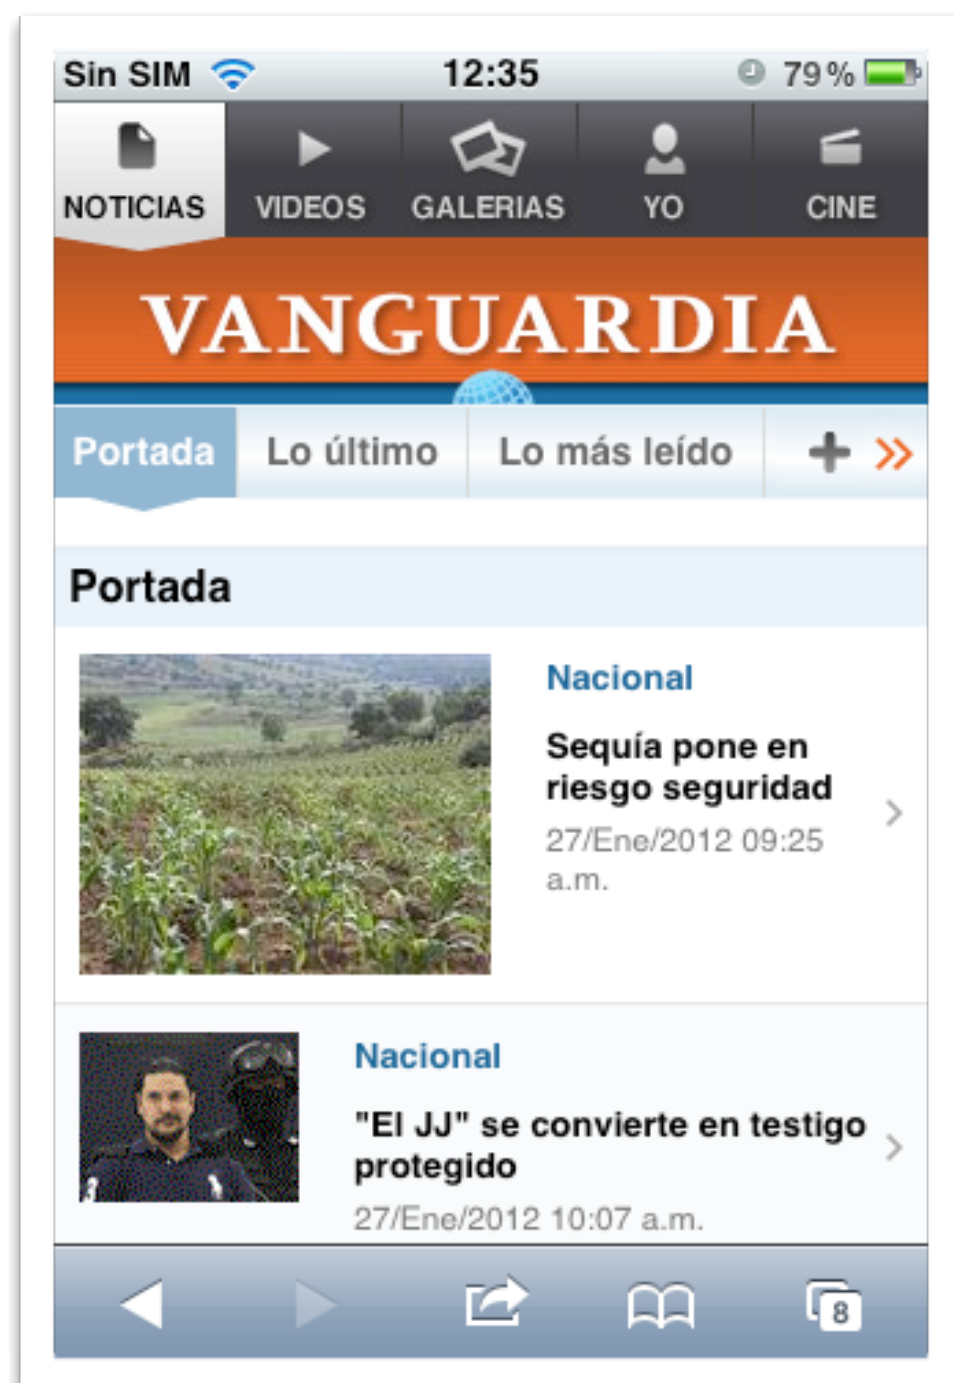 Sin SIM 12:35 79%
NOTICIAS VIDEOS GALERIAS YO CINE
VANGUARDIA
Portada Lo último Lo más leído + »
Portada
Nacional
Sequía pone en
riesgo seguridad
27/Ene/2012 09:25
a.m.
Nacional
"El JJ" se convierte en testigo
protegido
27/Ene/2012 10:07 a.m.
8